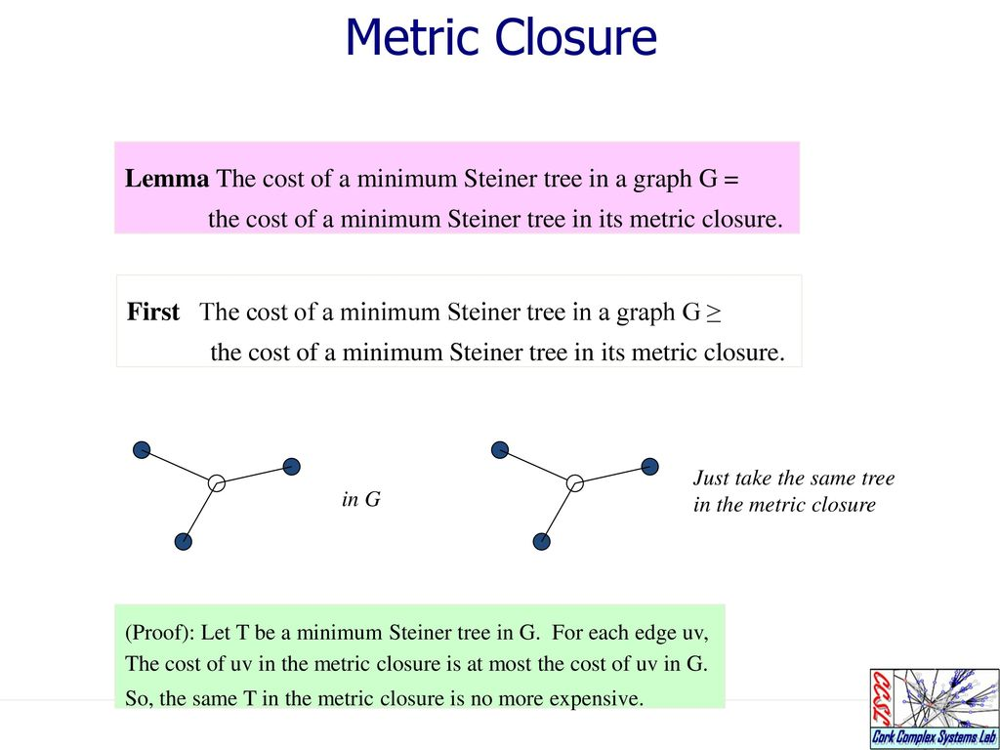 Metric Closure
Lemma The cost of a minimum Steiner tree in a graph G =
the cost of a minimum Steiner tree in its metric closure.
First The cost of a minimum Steiner tree in a graph G ≥
the cost of a minimum Steiner tree in its metric closure.
in G
Just take the same tree
in the metric closure
(Proof): Let T be a minimum Steiner tree in G. For each edge uv,
The cost of uv in the metric closure is at most the cost of uv in G.
So, the same T in the metric closure is no more expensive.
CCSL
Cork Complex Systems Lab